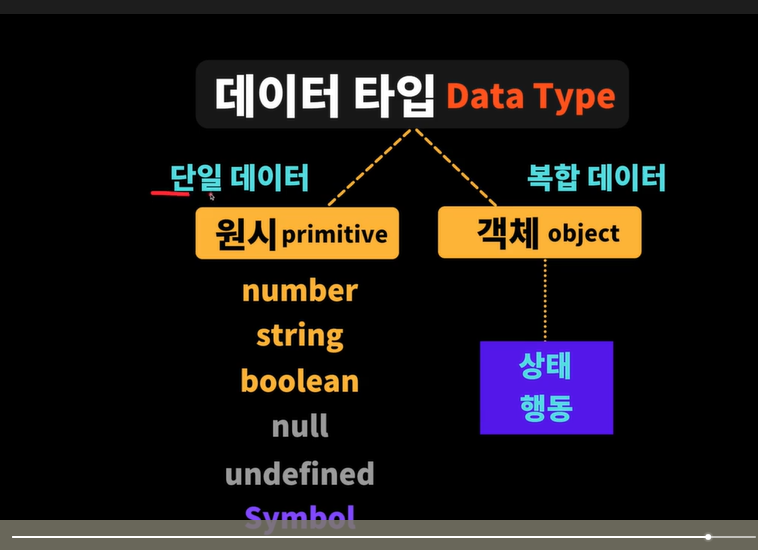 데이터 타입 Data Type
단일 데이터
복합 데이터
원시 primitive
객체 object
number
string
boolean
null
undefined
Symbol
상태
행동